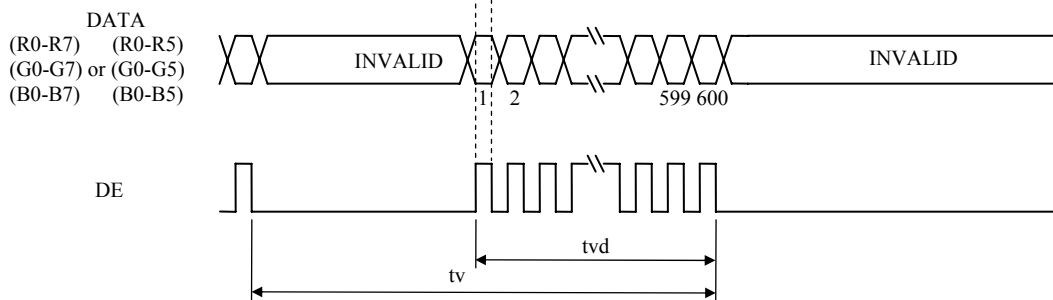 DATA
(R0-R7) (R0-R5)
(G0-G7) or (G0-G5)
(B0-B7) (B0-B5)
INVALID
INVALID
1 2 599 600
DE
tvd
tv